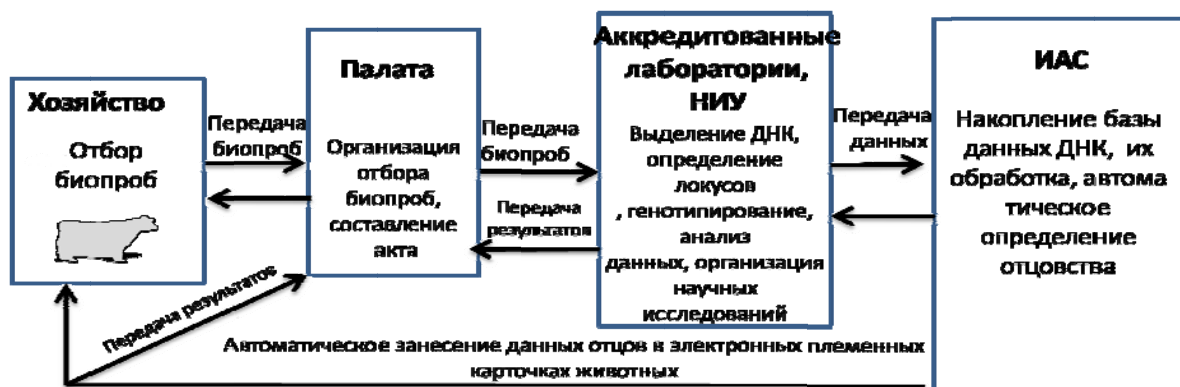 Хозяйство
Отбор
биопроб
Передача
биопроб
Палата
Организация
отбора
биопроб,
составление
акта
Передача
биопроб
Передача
результатов
Аккредитованные
лаборатории,
НИУ
Выделение ДНК,
определение
локусов
, генотипирование,
анализ
данных, организация
научных
исследований
Передача
данных
ИАС
Накопление базы
данных ДНК, их
обработка, автома
тическое
определение
отцовства
Передача результатов
Автоматическое занесение данных отцов в электронных племенных
карточках животных